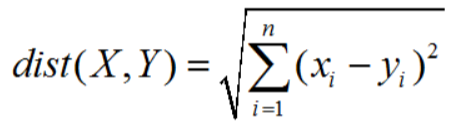 dist(X,Y) = √(∑_{i=1}^{n} (x_i − y_i)²)